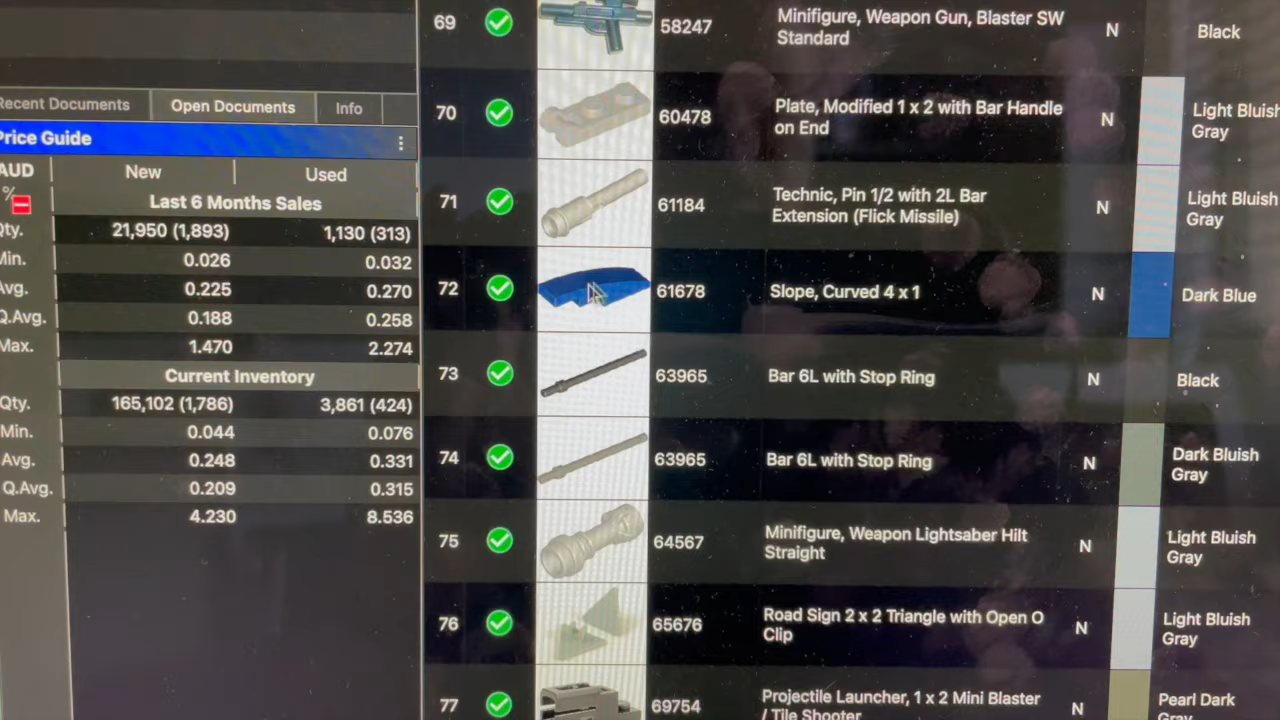 Recent Documents Open Documents Info
Price Guide
AUD New Used
% Last 6 Months Sales
Qty. 21,950 (1,893) 1,130 (313)
Min. 0.026 0.032
Avg. 0.225 0.270
Q.Avg. 0.188 0.258
Max. 1.470 2.274
Current Inventory
Qty. 165,102 (1,786) 3,861 (424)
Min. 0.044 0.076
Avg. 0.248 0.331
Q.Avg. 0.209 0.315
Max. 4.230 8.536
69 58247 Minifigure, Weapon Gun, Blaster SW N Black
Standard
70 60478 Plate, Modified 1 x 2 with Bar Handle N Light Bluish
on End Gray
71 61184 Technic, Pin 1/2 with 2L Bar N Light Bluish
Extension (Flick Missile) Gray
72 61678 Slope, Curved 4 x 1 N Dark Blue
73 63965 Bar 6L with Stop Ring N Black
74 63965 Bar 6L with Stop Ring N Dark Bluish
Gray
75 64567 Minifigure, Weapon Lightsaber Hilt N Light Bluish
Straight Gray
76 65676 Road Sign 2 x 2 Triangle with Open O N Light Bluish
Clip Gray
77 69754 Projectile Launcher, 1 x 2 Mini Blaster N Pearl Dark
/ Tile Shooter Gray